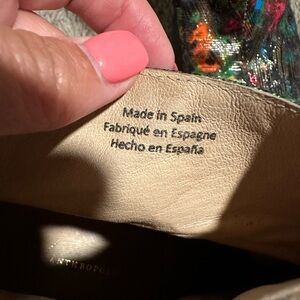 Made in Spain
Fabriqué en Espagne
Hecho en España